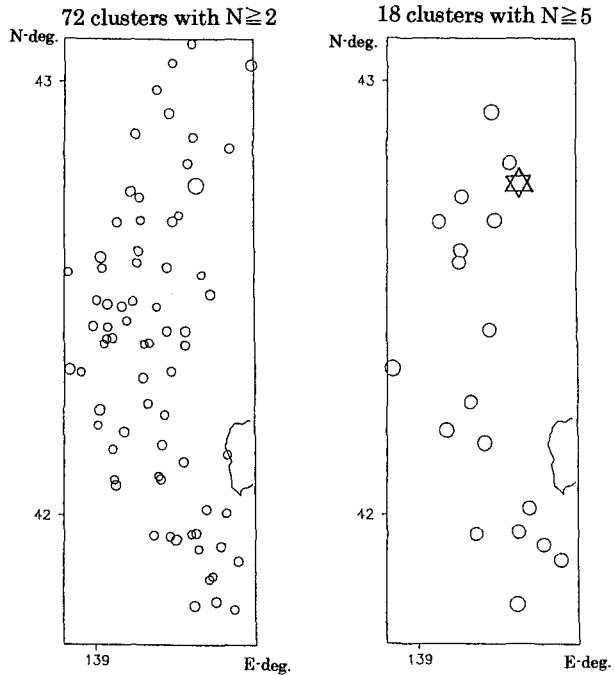 72 clusters with N≧2
N-deg.
43
42
139
E-deg.
18 clusters with N≧5
N-deg.
43
42
139
E-deg.